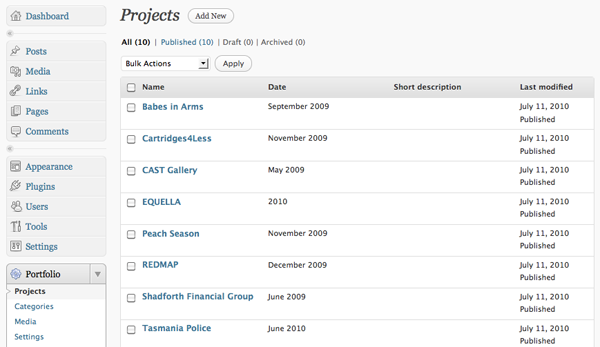 Dashboard
Posts
Media
Links
Pages
Comments
Appearance
Plugins
Users
Tools
Settings
Portfolio
Projects
Categories
Media
Settings
Projects Add New
All (10) | Published (10) | Draft (0) | Archived (0)
Bulk Actions Apply
Name Date Short description Last modified
Babes in Arms September 2009 July 11, 2010
Published
Cartridges4Less November 2009 July 11, 2010
Published
CAST Gallery May 2009 July 11, 2010
Published
EQUELLA 2010 July 11, 2010
Published
Peach Season November 2009 July 11, 2010
Published
REDMAP December 2009 July 11, 2010
Published
Shadforth Financial Group June 2009 July 11, 2010
Published
Tasmania Police June 2010 July 11, 2010
Published